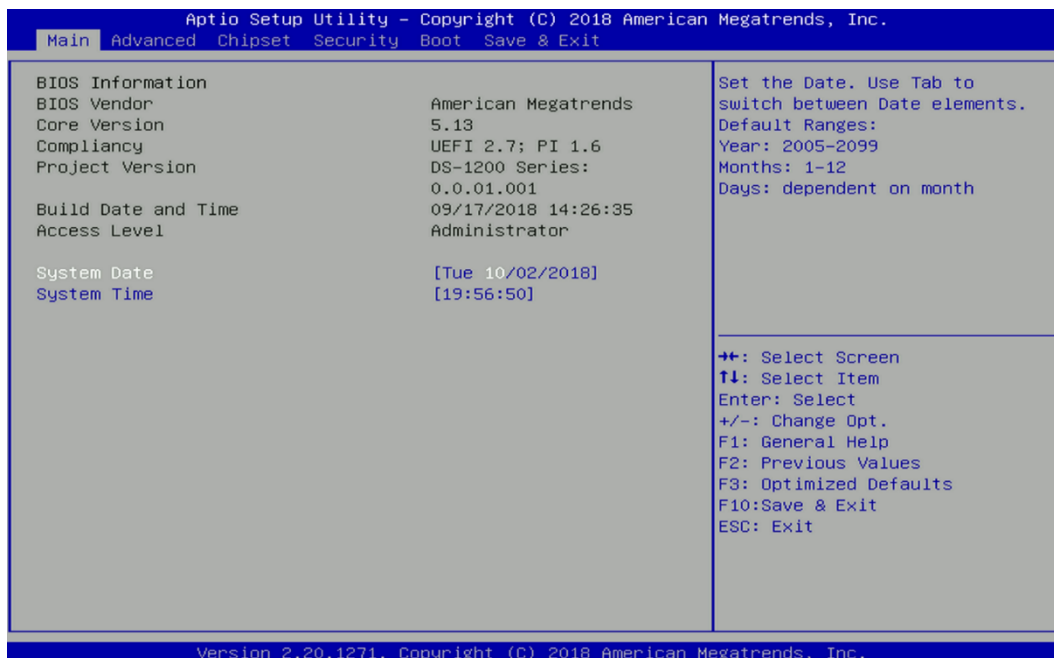 Aptio Setup Utility – Copyright (C) 2018 American Megatrends, Inc.
Main Advanced Chipset Security Boot Save & Exit
BIOS Information
BIOS Vendor American Megatrends
Core Version 5.13
Compliancy UEFI 2.7; PI 1.6
Project Version DS-1200 Series:
0.0.01.001
Build Date and Time 09/17/2018 14:26:35
Access Level Administrator
System Date [Tue 10/02/2018]
System Time [19:56:50]
Set the Date. Use Tab to
switch between Date elements.
Default Ranges:
Year: 2005-2099
Months: 1-12
Days: dependent on month
→←: Select Screen
↑↓: Select Item
Enter: Select
+/-: Change Opt.
F1: General Help
F2: Previous Values
F3: Optimized Defaults
F10:Save & Exit
ESC: Exit
Version 2.20.1271. Copyright (C) 2018 American Megatrends, Inc.